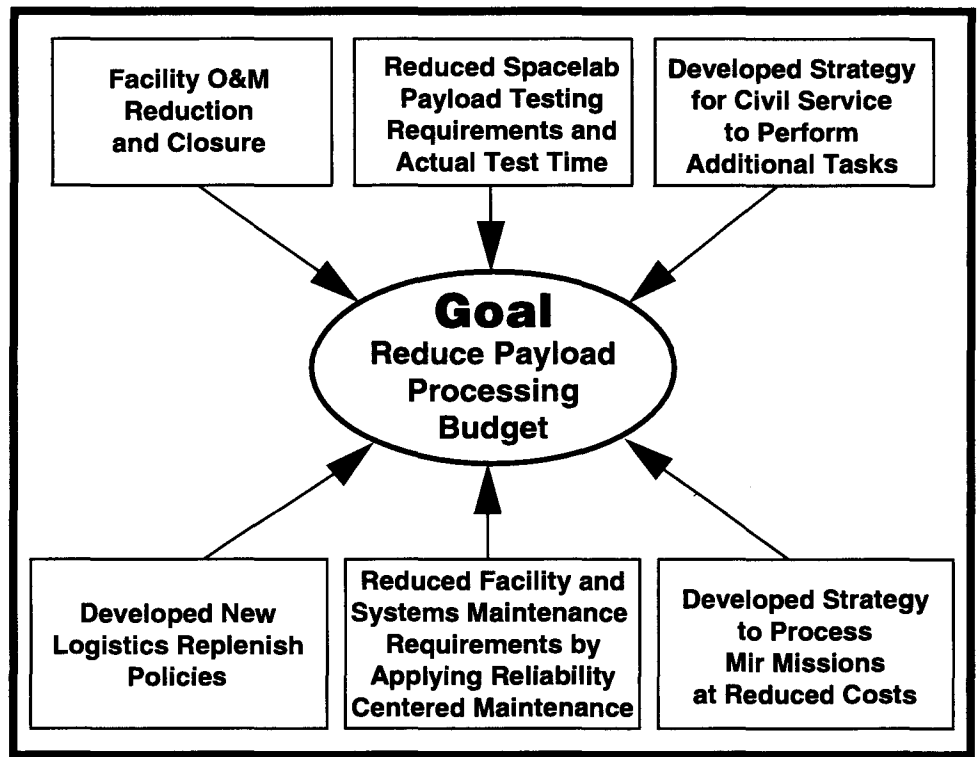 Facility O&M
Reduction
and Closure
Reduced Spacelab
Payload Testing
Requirements and
Actual Test Time
Developed Strategy
for Civil Service
to Perform
Additional Tasks
Goal
Reduce Payload
Processing
Budget
Developed New
Logistics Replenish
Policies
Reduced Facility and
Systems Maintenance
Requirements by
Applying Reliability
Centered Maintenance
Developed Strategy
to Process
Mir Missions
at Reduced Costs